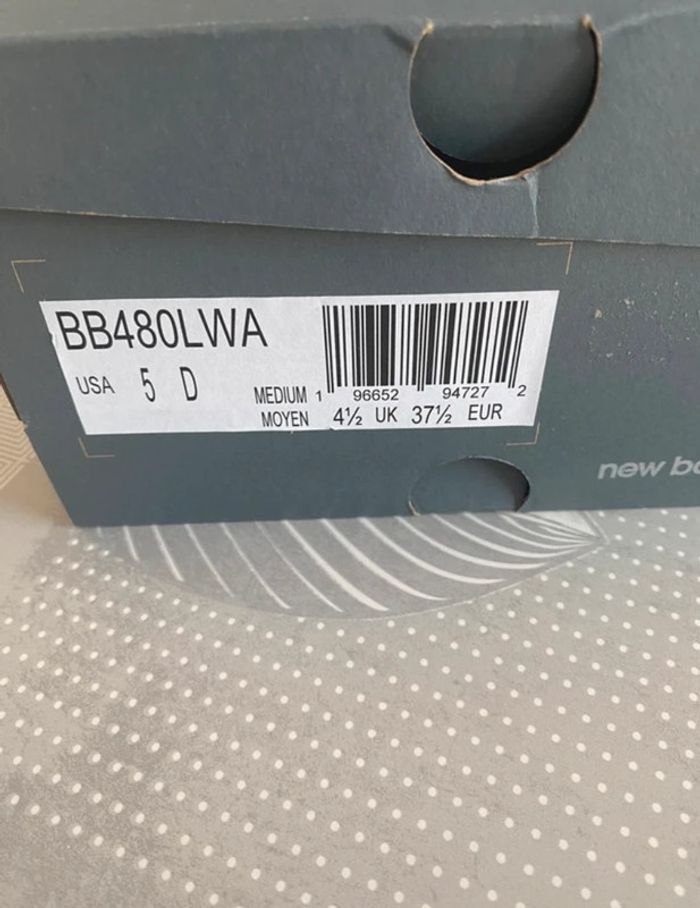 BB480LWA
USA 5 D
MEDIUM 1 96652 94727 2
MOYEN 4½ UK 37½ EUR
new